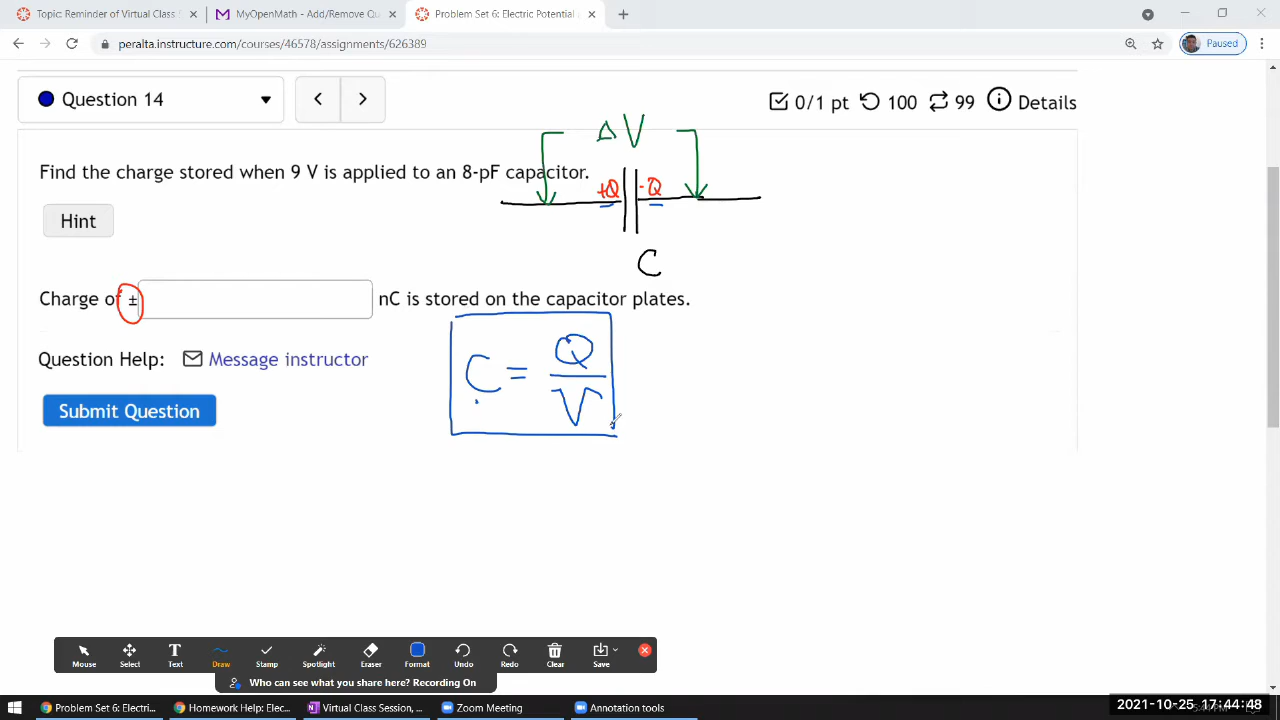 Topic: Reminder of Virtual Class
MyOpenMath - Add/Remove Qu
Problem Set 6: Electric Potential
peralta.instructure.com/courses/46578/assignments/626389
Paused
Question 14
0/1 pt 100 99 Details
ΔV
Find the charge stored when 9 V is applied to an 8-pF capacitor.
+Q -Q
Hint
C
Charge of ± nC is stored on the capacitor plates.
Question Help: Message instructor
C = Q/V
Submit Question
Mouse Select Text Draw Stamp Spotlight Eraser Format Undo Redo Clear Save
Who can see what you share here? Recording On
Problem Set 6: Electri...
Homework Help: Elec...
Virtual Class Session, ...
Zoom Meeting
Annotation tools
2021-10-25 17:44:48